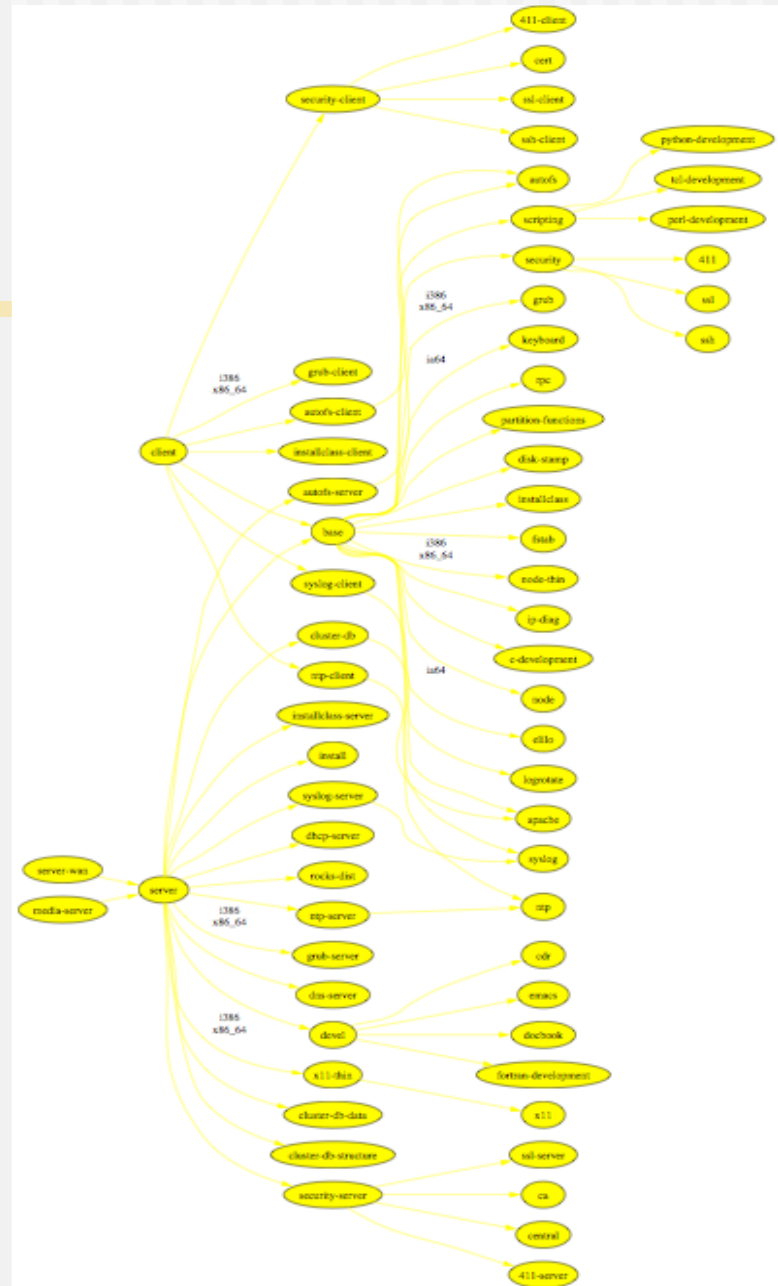 411-client
cert
security-client
ssl-client
ssh-client
python-development
autofs
tcl-development
scripting
perl-development
security
411
i386
x86_64
grub
ssl
keyboard
ssh
ia64
grub-client
rpc
i386
x86_64
autofs-client
partition-functions
client
installclass-client
disk-stamp
autofs-server
installclass
base
fstab
i386
x86_64
syslog-client
node-thin
ip-diag
cluster-db
c-development
ntp-client
ia64
node
installclass-server
elilo
install
logrotate
syslog-server
apache
dhcp-server
syslog
server-wan
rocks-dist
server
media-server
ntp-server
ntp
i386
x86_64
grub-server
cdr
dns-server
emacs
i386
x86_64
devel
docbook
x11-thin
fortran-development
cluster-db-data
x11
cluster-db-structure
ssl-server
security-server
ca
central
411-server